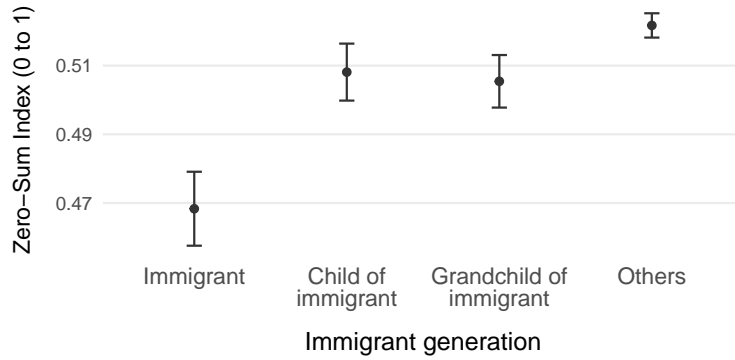 Zero−Sum Index (0 to 1)
0.51
0.49
0.47
Immigrant
Child of
immigrant
Grandchild of
immigrant
Others
Immigrant generation